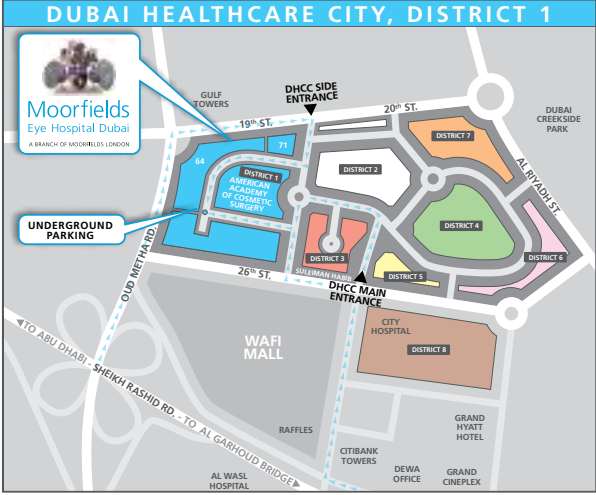 DUBAI HEALTHCARE CITY, DISTRICT 1
Moorfields
Eye Hospital Dubai
A BRANCH OF MOORFIELDS LONDON
GULF
TOWERS
DHCC SIDE
ENTRANCE
19th ST.
20th ST.
DUBAI
CREEKSIDE
PARK
DISTRICT 7
71
64
DISTRICT 1
AMERICAN
ACADEMY
OF COSMETIC
SURGERY
DISTRICT 2
AL RIYADH ST.
UNDERGROUND
PARKING
DISTRICT 4
OUD METHA RD.
DISTRICT 3
DISTRICT 6
26th ST.
SULEIMAN HABIB
DISTRICT 5
DHCC MAIN
ENTRANCE
CITY
HOSPITAL
WAFI
MALL
DISTRICT 8
TO ABU DHABI - SHEIKH RASHID RD. - TO AL GARHOUD BRIDGE
RAFFLES
GRAND
HYATT
HOTEL
CITIBANK
TOWERS
AL WASL
HOSPITAL
DEWA
OFFICE
GRAND
CINEPLEX